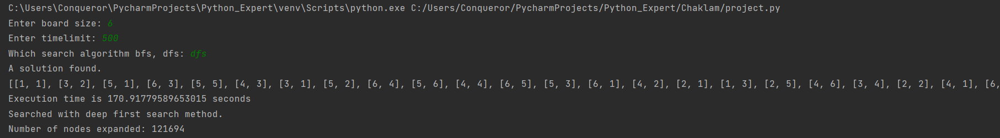 C:\Users\Conqueror\PycharmProjects\Python_Expert\venv\Scripts\python.exe C:/Users/Conqueror/PycharmProjects/Python_Expert/Chaklam/project.py
Enter board size: 6
Enter timelimit: 500
Which search algorithm bfs, dfs: dfs
A solution found.
[[1, 1], [3, 2], [5, 1], [6, 3], [5, 5], [4, 3], [3, 1], [5, 2], [6, 4], [5, 6], [4, 4], [6, 5], [5, 3], [6, 1], [4, 2], [2, 1], [1, 3], [2, 5], [4, 6], [3, 4], [2, 2], [4, 1], [6,
Execution time is 170.91779589653015 seconds
Searched with deep first search method.
Number of nodes expanded: 121694